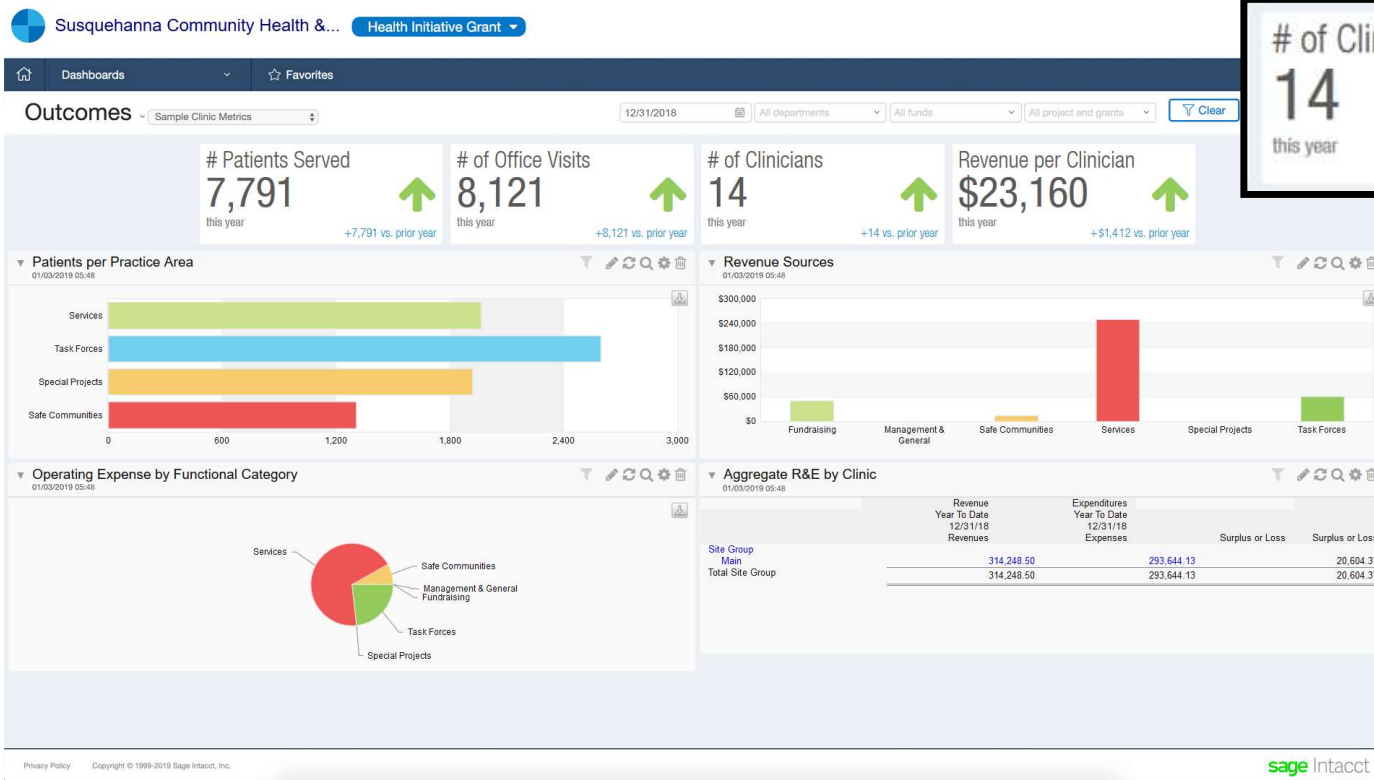 Susquehanna Community Health &... Health Initiative Grant
# of Cli
14
this year
Dashboards Favorites
Outcomes Sample Clinic Metrics 12/31/2018 All departments All funds All project and grants Clear
# Patients Served
7,791
this year
+7,791 vs. prior year
# of Office Visits
8,121
this year
+8,121 vs. prior year
# of Clinicians
14
this year
+14 vs. prior year
Revenue per Clinician
$23,160
this year
+$1,412 vs. prior year
Patients per Practice Area
01/03/2019 05:48
Services
Task Forces
Special Projects
Safe Communities
0 600 1,200 1,800 2,400 3,000
Revenue Sources
01/03/2019 05:48
$300,000
$240,000
$180,000
$120,000
$60,000
$0
Fundraising Management & Safe Communities Services Special Projects Task Forces
General
Operating Expense by Functional Category
01/03/2019 05:48
Services
Safe Communities
Management & General
Fundraising
Task Forces
Special Projects
Aggregate R&E by Clinic
01/03/2019 05:48
Revenue Expenditures
Year To Date Year To Date
12/31/18 12/31/18
Revenues Expenses Surplus or Loss Surplus or Los
Site Group
Main 314,248.50 293,644.13 20,604.3
Total Site Group 314,248.50 293,644.13 20,604.3
Privacy Policy Copyright © 1999-2019 Sage Intacct, Inc. sage Intacct